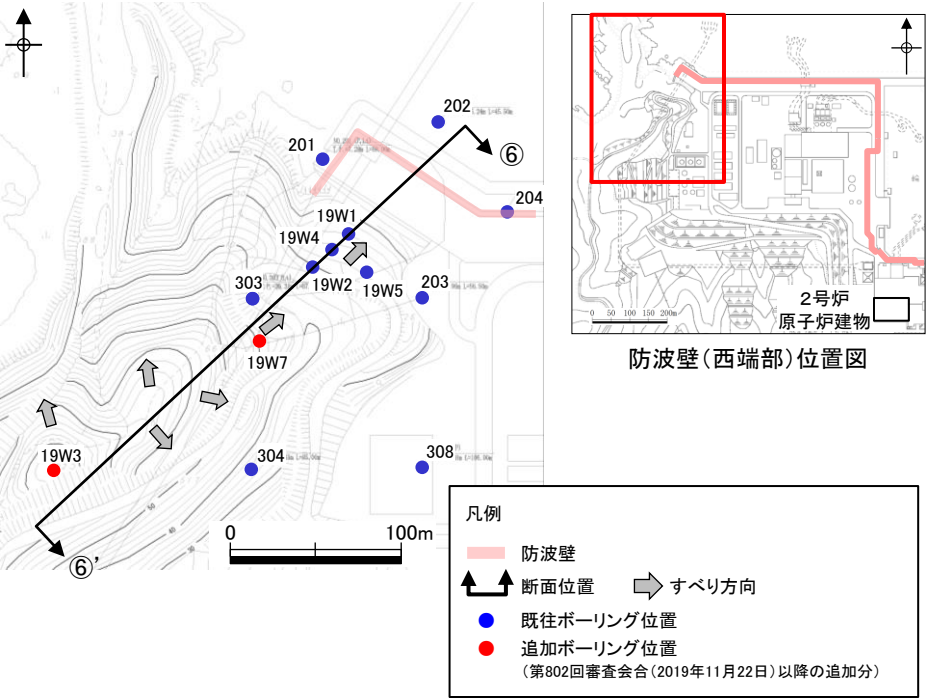 202
⑥
201
204
19W1
19W4
19W2
19W5
303
203
19W7
19W3
304
308
50
40
30
0 100m
⑥'
0 50 100 150 200m
2号炉
原子炉建物
防波壁(西端部)位置図
凡例
防波壁
断面位置
すべり方向
既往ボーリング位置
追加ボーリング位置
(第802回審査会合(2019年11月22日)以降の追加分)